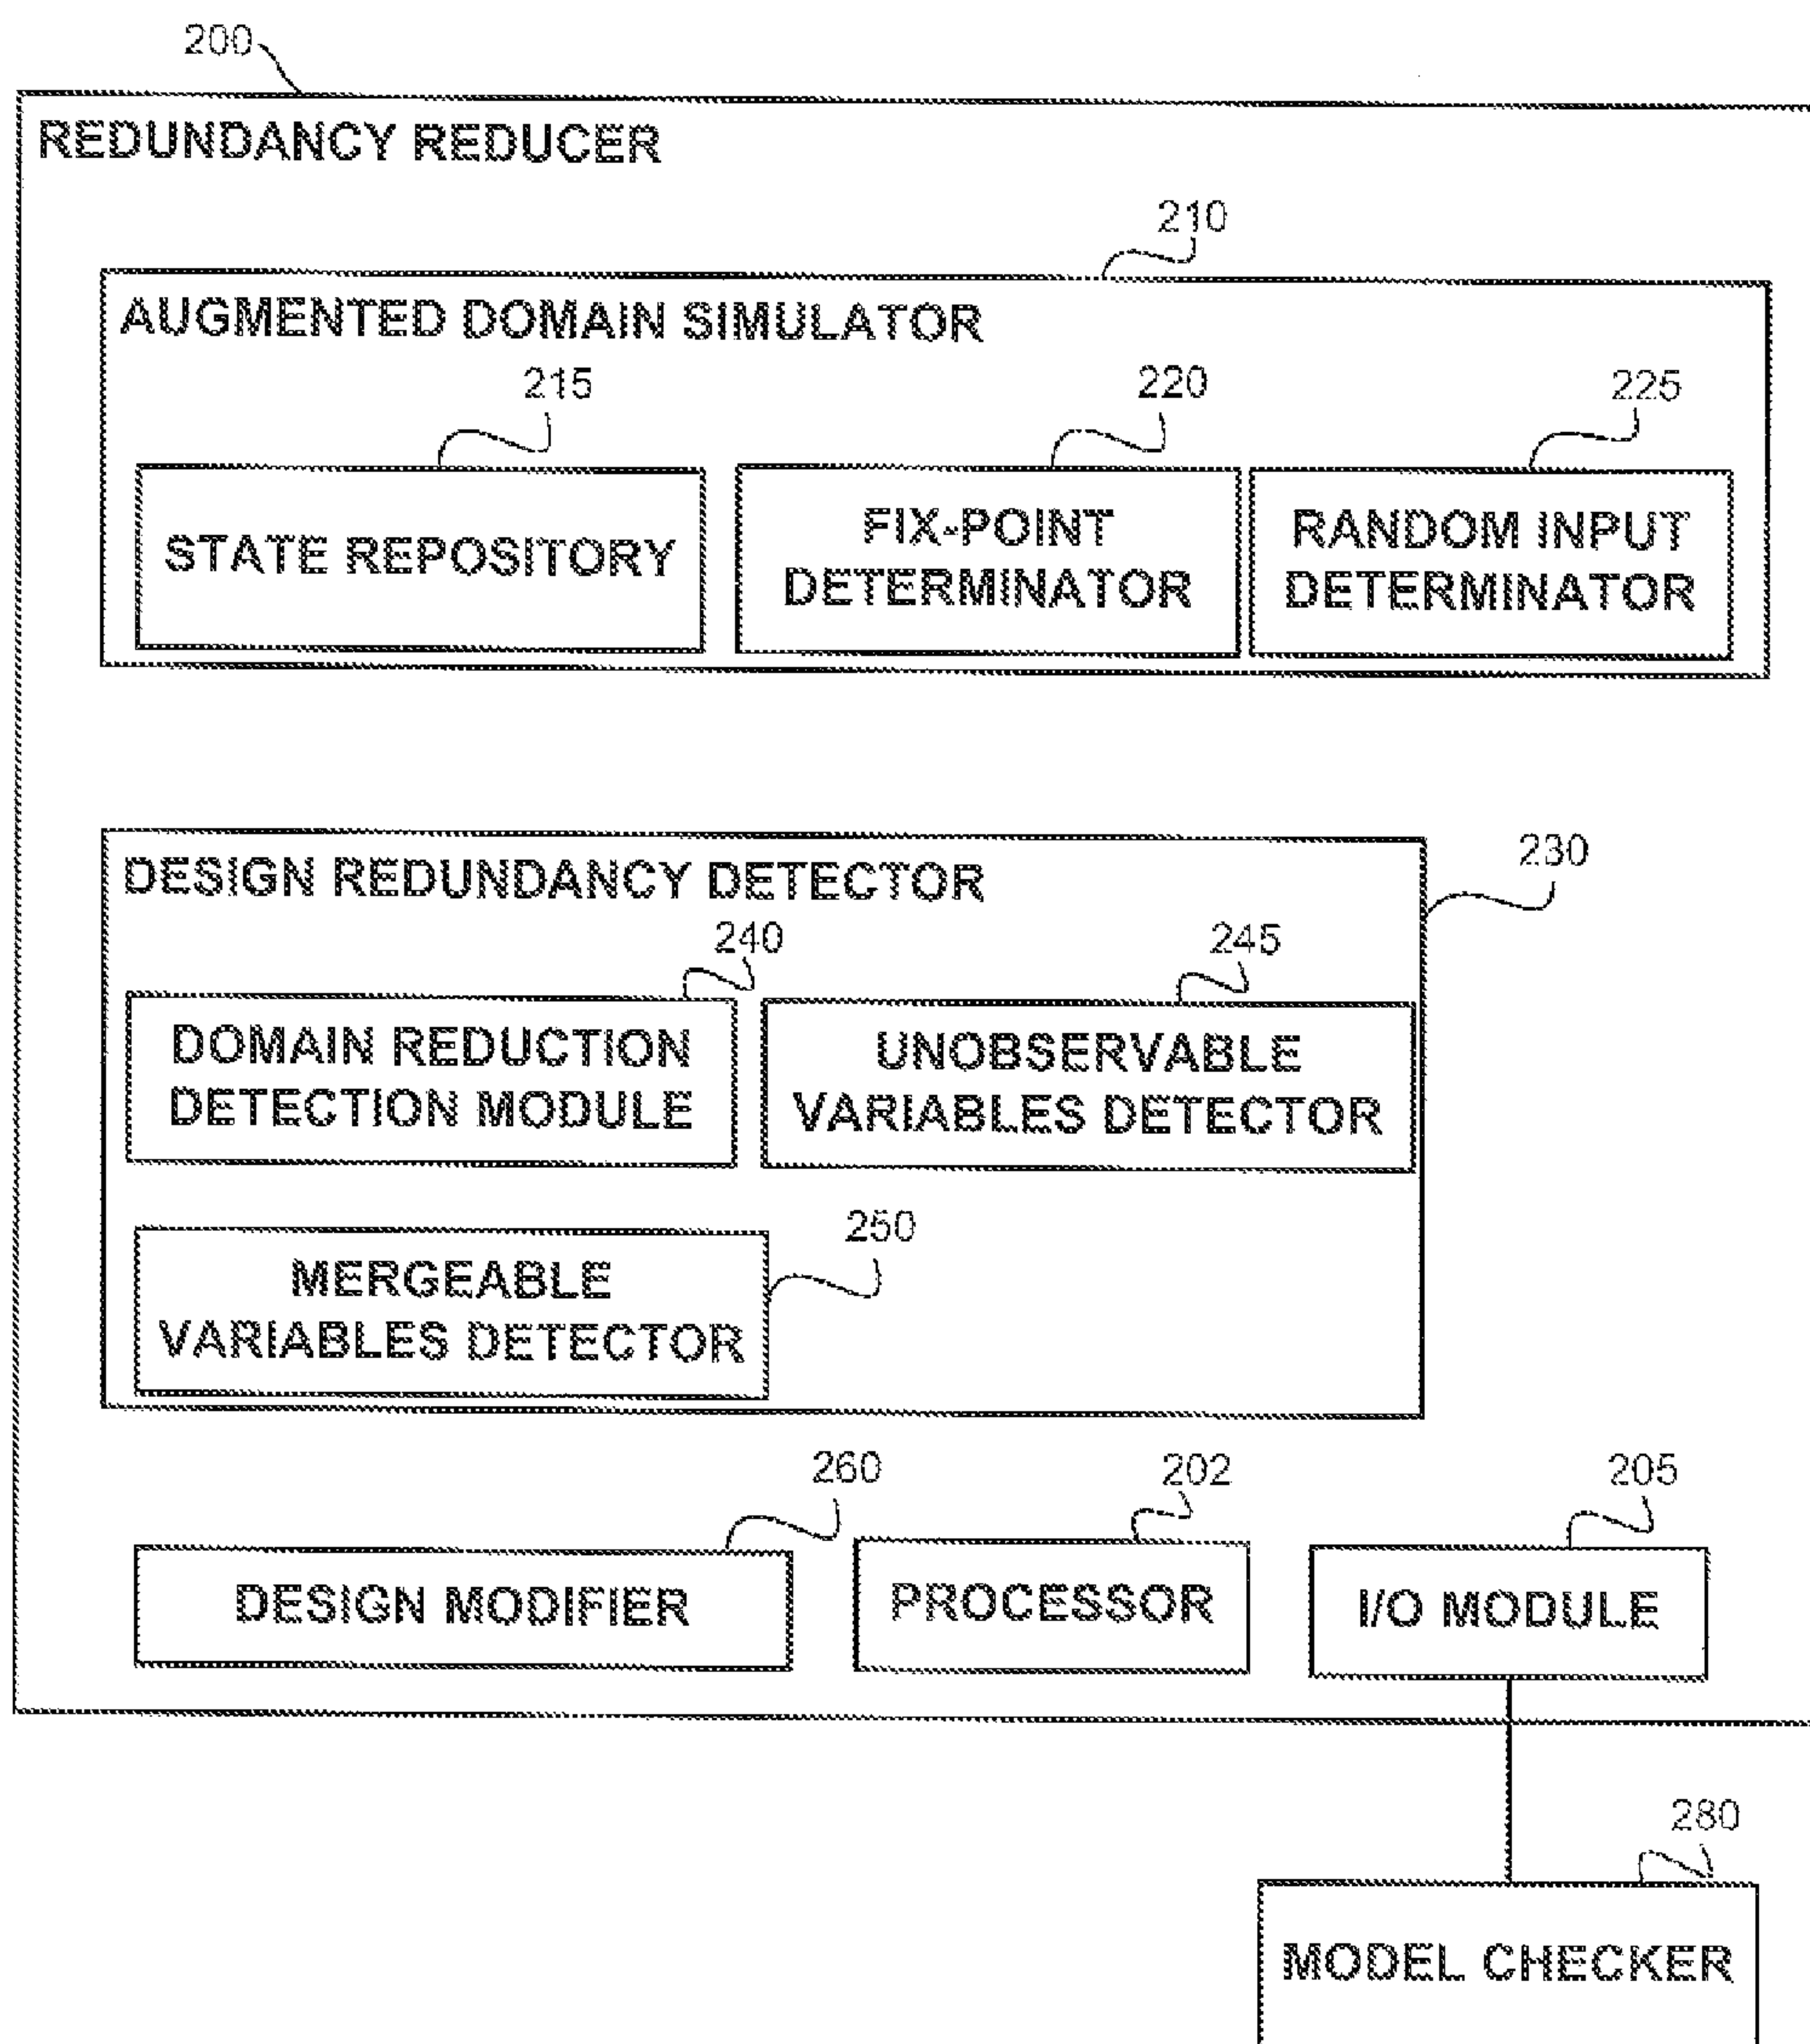 200
REDUNDANCY REDUCER
210
AUGMENTED DOMAIN SIMULATOR
215
220
225
STATE REPOSITORY
FIX-POINT
DETERMINATOR
RANDOM INPUT
DETERMINATOR
230
DESIGN REDUNDANCY DETECTOR
240
245
DOMAIN REDUCTION
DETECTION MODULE
UNOBSERVABLE
VARIABLES DETECTOR
250
MERGEABLE
VARIABLES DETECTOR
260
202
205
DESIGN MODIFIER
PROCESSOR
I/O MODULE
280
MODEL CHECKER